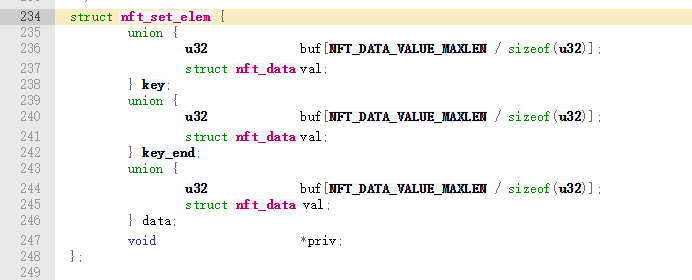 234 struct nft_set_elem {
235 union {
236 u32 buf[NFT_DATA_VALUE_MAXLEN / sizeof(u32)];
237 struct nft_data val;
238 } key;
239 union {
240 u32 buf[NFT_DATA_VALUE_MAXLEN / sizeof(u32)];
241 struct nft_data val;
242 } key_end;
243 union {
244 u32 buf[NFT_DATA_VALUE_MAXLEN / sizeof(u32)];
245 struct nft_data val;
246 } data;
247 void *priv;
248 };
249